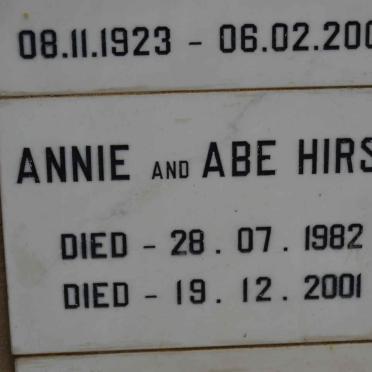 08.11.1923 - 06.02.200
ANNIE AND ABE HIRS
DIED - 28 . 07 . 1982
DIED - 19 . 12 . 2001